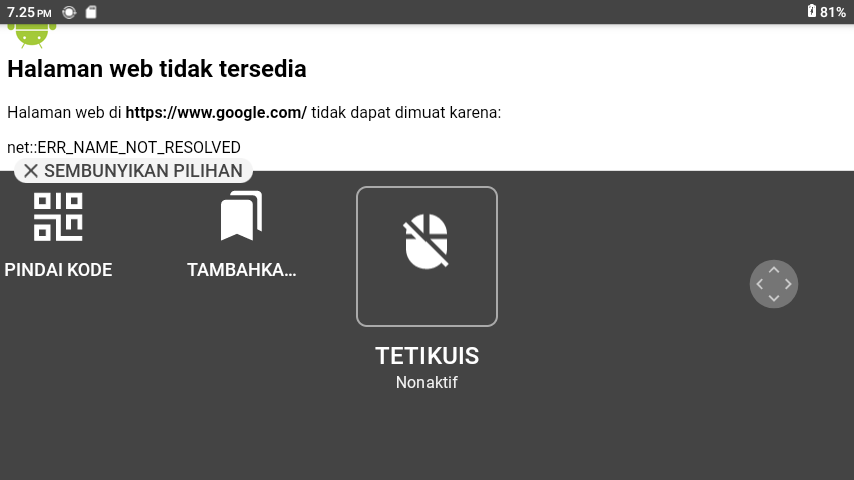 7.25 PM
81%
Halaman web tidak tersedia
Halaman web di https://www.google.com/ tidak dapat dimuat karena:
net::ERR_NAME_NOT_RESOLVED
SEMBUNYIKAN PILIHAN
PINDAI KODE
TAMBAHKA...
TETIKUIS
Nonaktif